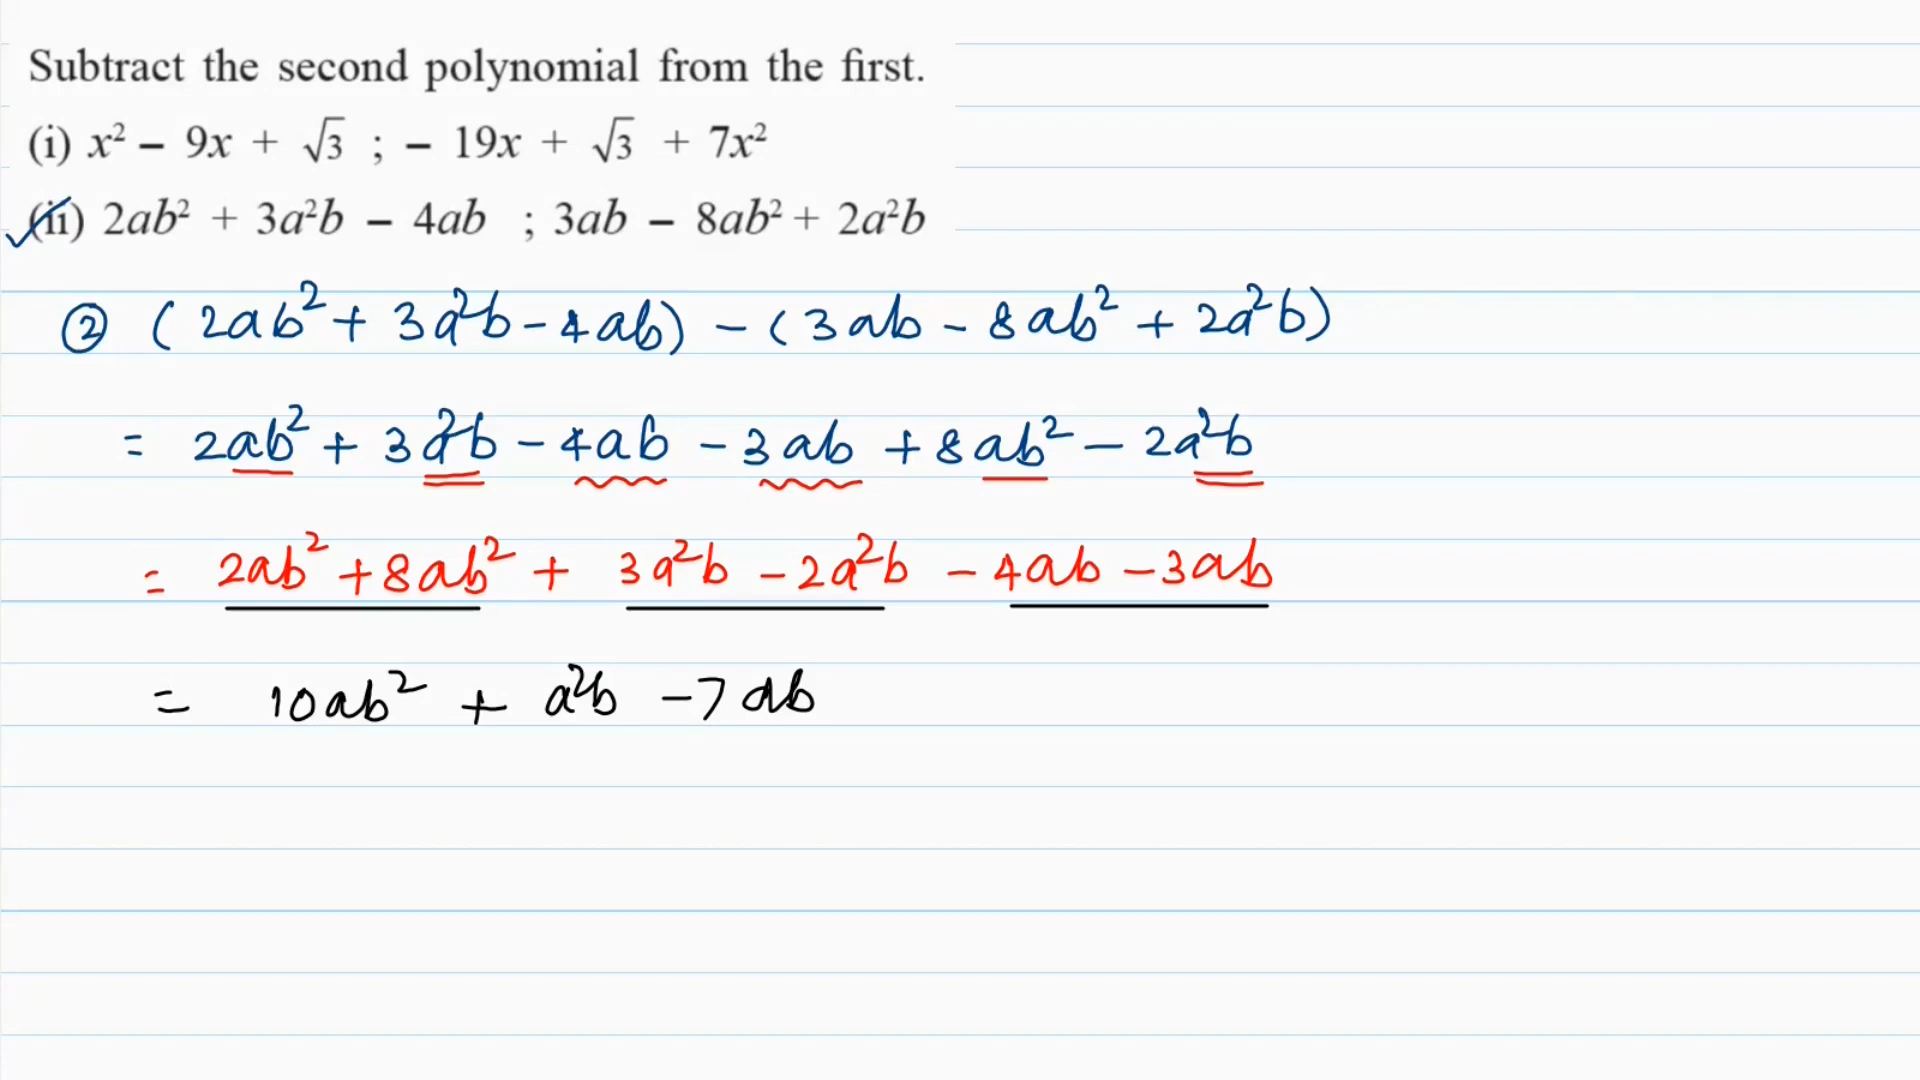 Subtract the second polynomial from the first.
(i) x² – 9x + √3 ; – 19x + √3 + 7x²
(ii) 2ab² + 3a²b – 4ab ; 3ab – 8ab² + 2a²b
② (2ab² + 3a²b - 4ab) - (3ab - 8ab² + 2a²b)
= 2ab² + 3a²b - 4ab - 3ab + 8ab² - 2a²b
= 2ab² + 8ab² + 3a²b - 2a²b - 4ab - 3ab
= 10ab² + a²b - 7ab